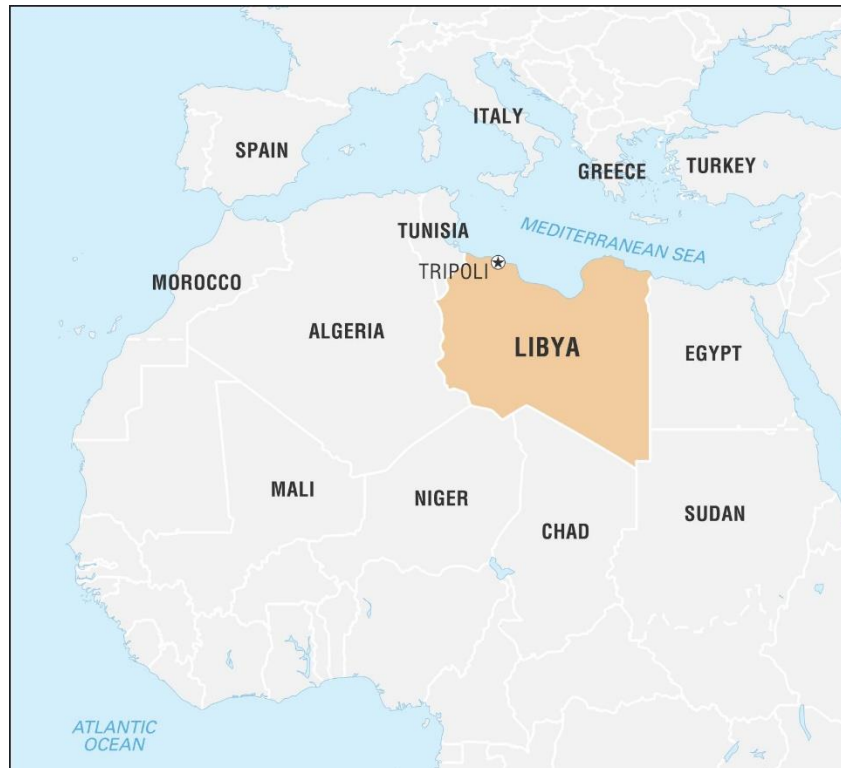 ITALY
SPAIN
GREECE
TURKEY
TUNISIA
MEDITERRANEAN SEA
TRIPOLI
MOROCCO
ALGERIA
LIBYA
EGYPT
MALI
NIGER
CHAD
SUDAN
ATLANTIC
OCEAN